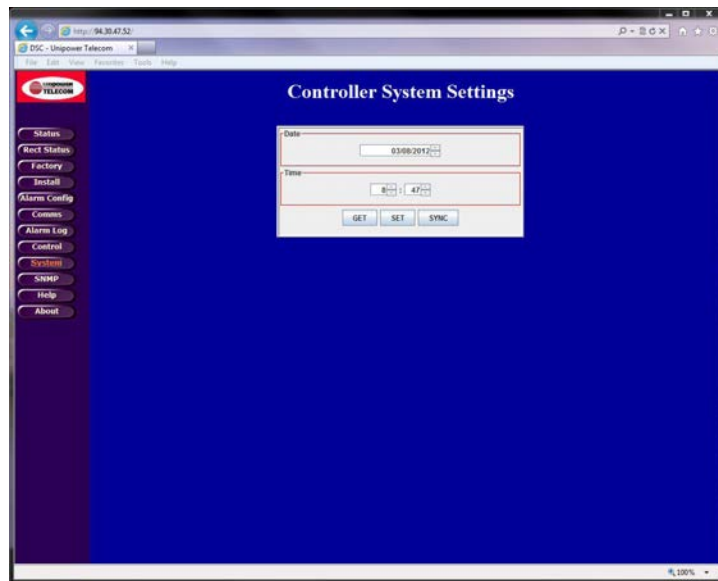 http://94.30.47.52/
DSC - Unipower Telecom
File Edit View Favorites Tools Help
UNIPOWER
TELECOM
Controller System Settings
Status
Rect Status
Factory
Install
Alarm Config
Comms
Alarm Log
Control
System
SNMP
Help
About
Date
03/08/2012
Time
8 : 47
GET SET SYNC
100%